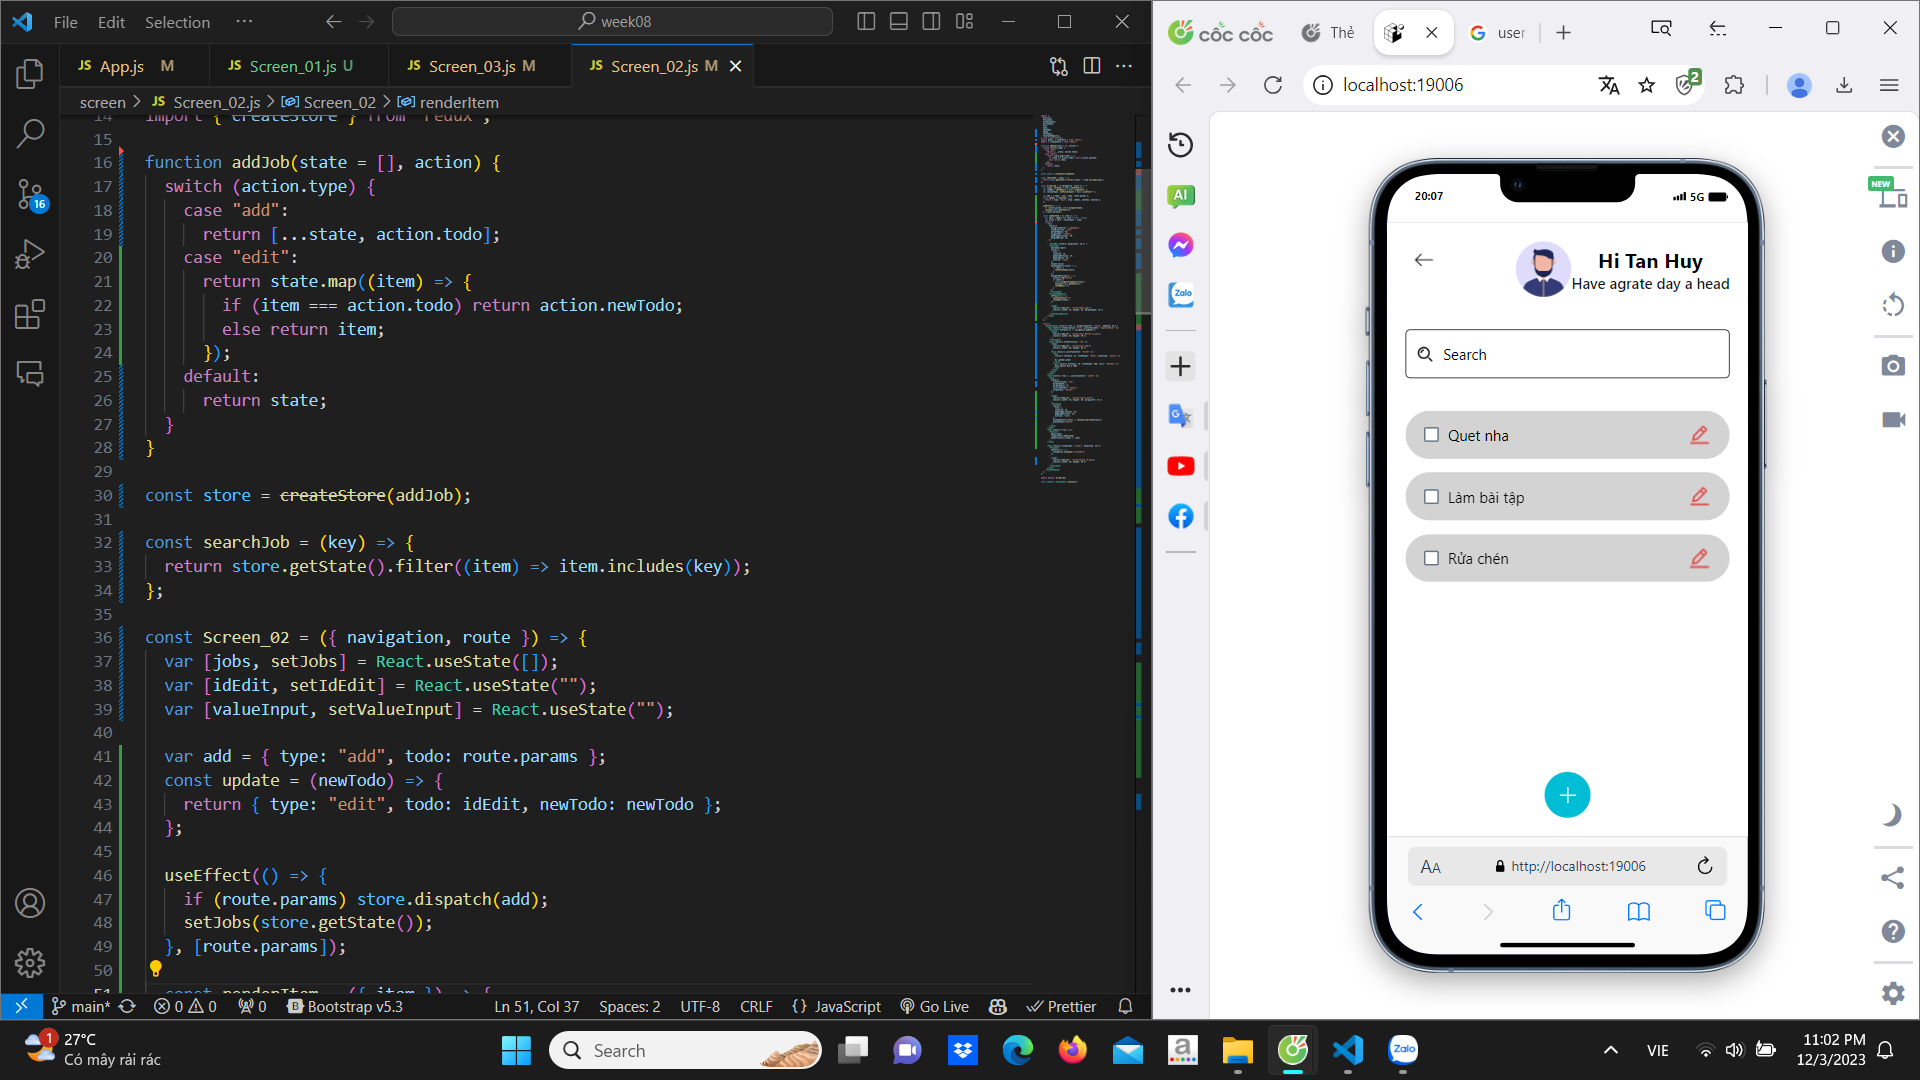 File Edit Selection ··· week08
JS App.js M
JS Screen_01.js U
JS Screen_03.js M
JS Screen_02.js M
screen > JS Screen_02.js > Screen_02 > renderItem
14 import { createStore } from "redux";
15
16 function addJob(state = [], action) {
17 switch (action.type) {
18 case "add":
19 return [...state, action.todo];
20 case "edit":
21 return state.map((item) => {
22 if (item === action.todo) return action.newTodo;
23 else return item;
24 });
25 default:
26 return state;
27 }
28 }
29
30 const store = createStore(addJob);
31
32 const searchJob = (key) => {
33 return store.getState().filter((item) => item.includes(key));
34 };
35
36 const Screen_02 = ({ navigation, route }) => {
37 var [jobs, setJobs] = React.useState([]);
38 var [idEdit, setIdEdit] = React.useState("");
39 var [valueInput, setValueInput] = React.useState("");
40
41 var add = { type: "add", todo: route.params };
42 const update = (newTodo) => {
43 return { type: "edit", todo: idEdit, newTodo: newTodo };
44 };
45
46 useEffect(() => {
47 if (route.params) store.dispatch(add);
48 setJobs(store.getState());
49 }, [route.params]);
50
51 const renderItem = ({ item }) => {
16
main* 0 0 0 Bootstrap v5.3 Ln 51, Col 37 Spaces: 2 UTF-8 CRLF {} JavaScript Go Live Prettier
cốc cốc Thẻ user
localhost:19006 2
AI
Zalo
NEW
20:07 5G
Hi Tan Huy
Have agrate day a head
Search
Quet nha
Làm bài tập
Rửa chén
AA http://localhost:19006
1 27°C
Có mây rải rác
Search
a
Zalo
VIE
11:02 PM
12/3/2023